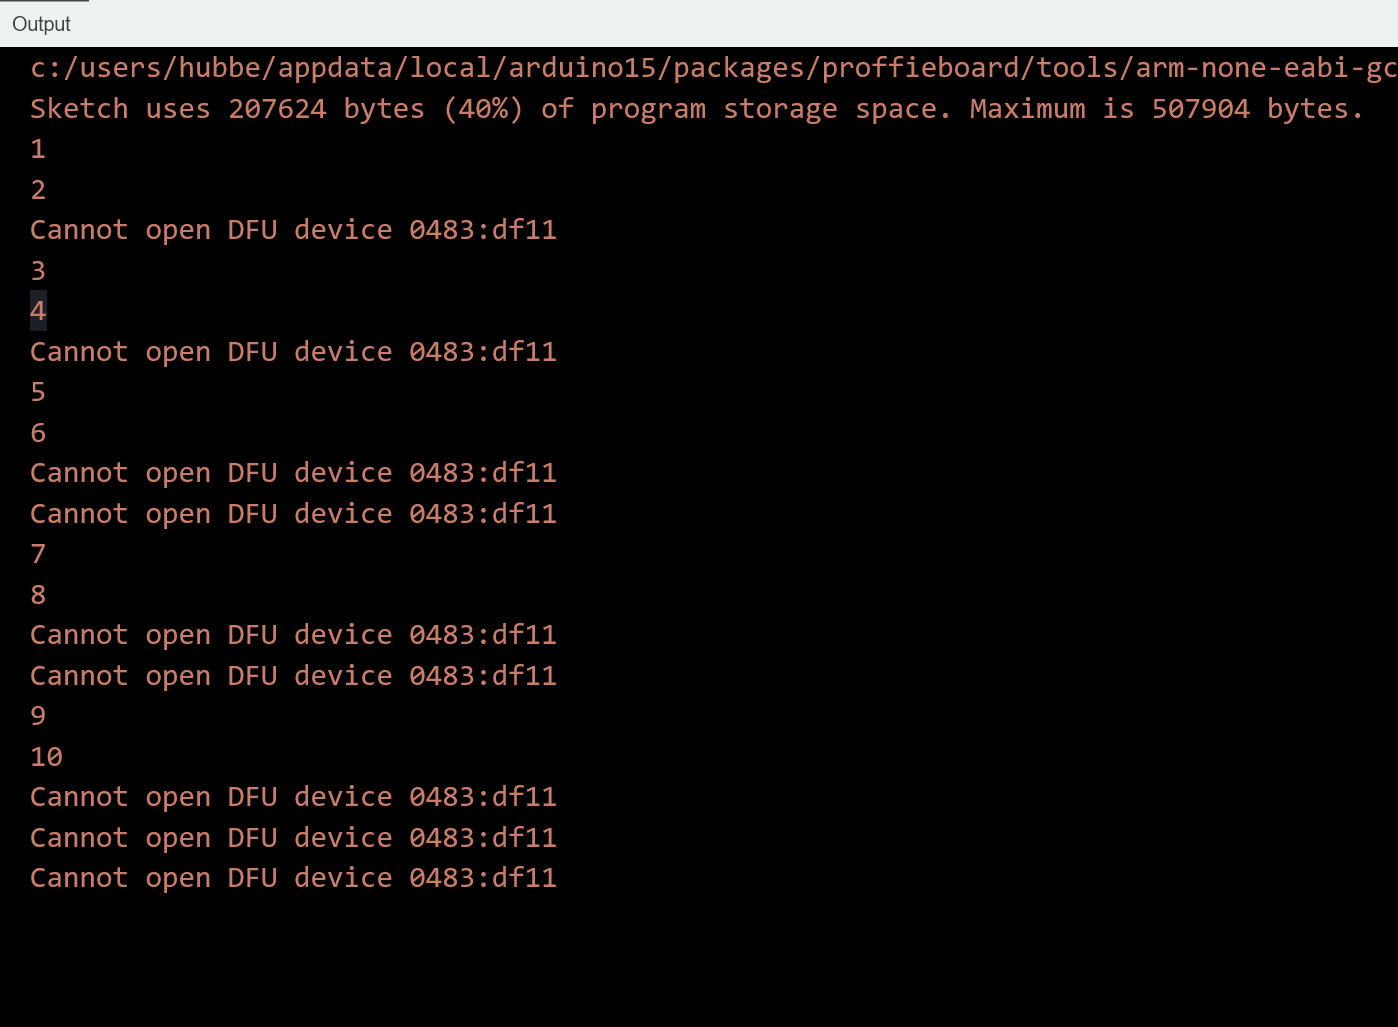 Output
c:/users/hubbe/appdata/local/arduino15/packages/proffieboard/tools/arm-none-eabi-gc
Sketch uses 207624 bytes (40%) of program storage space. Maximum is 507904 bytes.
1
2
Cannot open DFU device 0483:df11
3
4
Cannot open DFU device 0483:df11
5
6
Cannot open DFU device 0483:df11
Cannot open DFU device 0483:df11
7
8
Cannot open DFU device 0483:df11
Cannot open DFU device 0483:df11
9
10
Cannot open DFU device 0483:df11
Cannot open DFU device 0483:df11
Cannot open DFU device 0483:df11